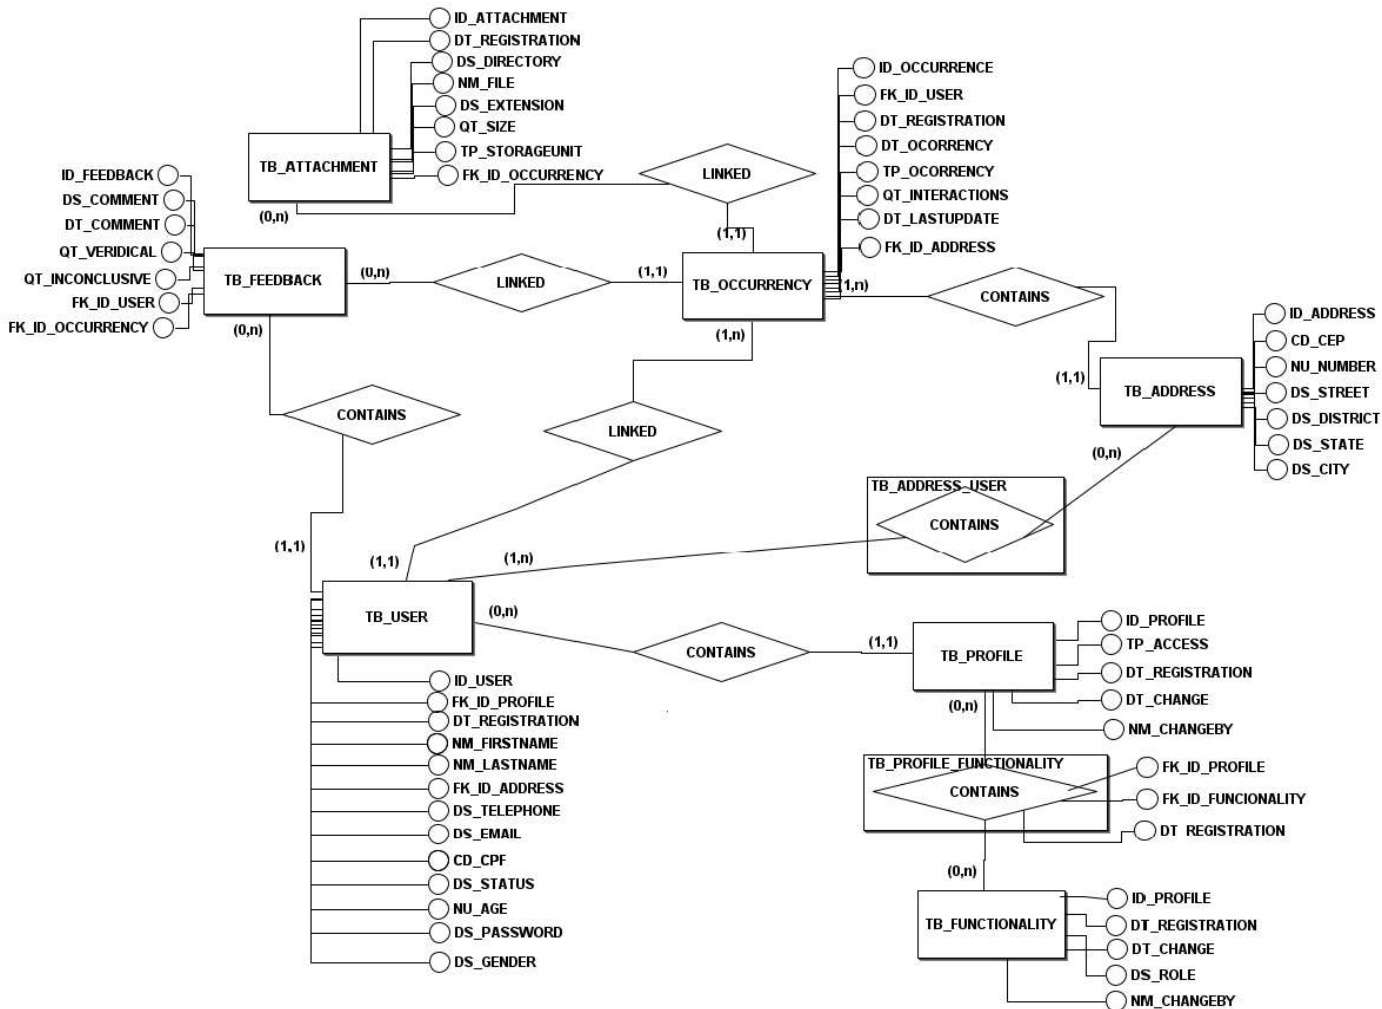 ID_ATTACHMENT
DT_REGISTRATION
DS_DIRECTORY
NM_FILE
DS_EXTENSION
QT_SIZE
TP_STORAGEUNIT
FK_ID_OCCURRENCY
TB_ATTACHMENT
(0,n)
LINKED
(1,1)
ID_OCCURRENCE
FK_ID_USER
DT_REGISTRATION
DT_OCORRENCY
TP_OCORRENCY
QT_INTERACTIONS
DT_LASTUPDATE
FK_ID_ADDRESS
ID_FEEDBACK
DS_COMMENT
DT_COMMENT
QT_VERIDICAL
QT_INCONCLUSIVE
FK_ID_USER
FK_ID_OCCURRENCY
TB_FEEDBACK
(0,n)
LINKED
(1,1)
TB_OCCURRENCY
(1,n)
CONTAINS
(1,1)
ID_ADDRESS
CD_CEP
NU_NUMBER
DS_STREET
DS_DISTRICT
DS_STATE
DS_CITY
TB_ADDRESS
(0,n)
(0,n)
CONTAINS
(1,1)
(1,n)
LINKED
(1,1)
TB_ADDRESS_USER
CONTAINS
(1,n)
TB_USER
(0,n)
CONTAINS
(1,1)
TB_PROFILE
ID_PROFILE
TP_ACCESS
DT_REGISTRATION
DT_CHANGE
NM_CHANGEBY
(0,n)
ID_USER
FK_ID_PROFILE
DT_REGISTRATION
NM_FIRSTNAME
NM_LASTNAME
FK_ID_ADDRESS
DS_TELEPHONE
DS_EMAIL
CD_CPF
DS_STATUS
NU_AGE
DS_PASSWORD
DS_GENDER
TB_PROFILE_FUNCTIONALITY
CONTAINS
FK_ID_PROFILE
FK_ID_FUNCIONALITY
DT_REGISTRATION
(0,n)
TB_FUNCTIONALITY
ID_PROFILE
DT_REGISTRATION
DT_CHANGE
DS_ROLE
NM_CHANGEBY